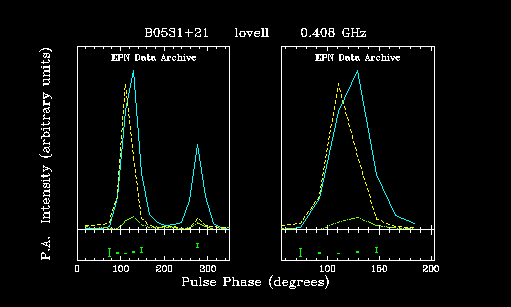 B0531+21 lovell 0.408 GHz
EPN Data Archive EPN Data Archive
P.A. Intensity (arbitrary units)
0 100 200 300 100 150 200
Pulse Phase (degrees)